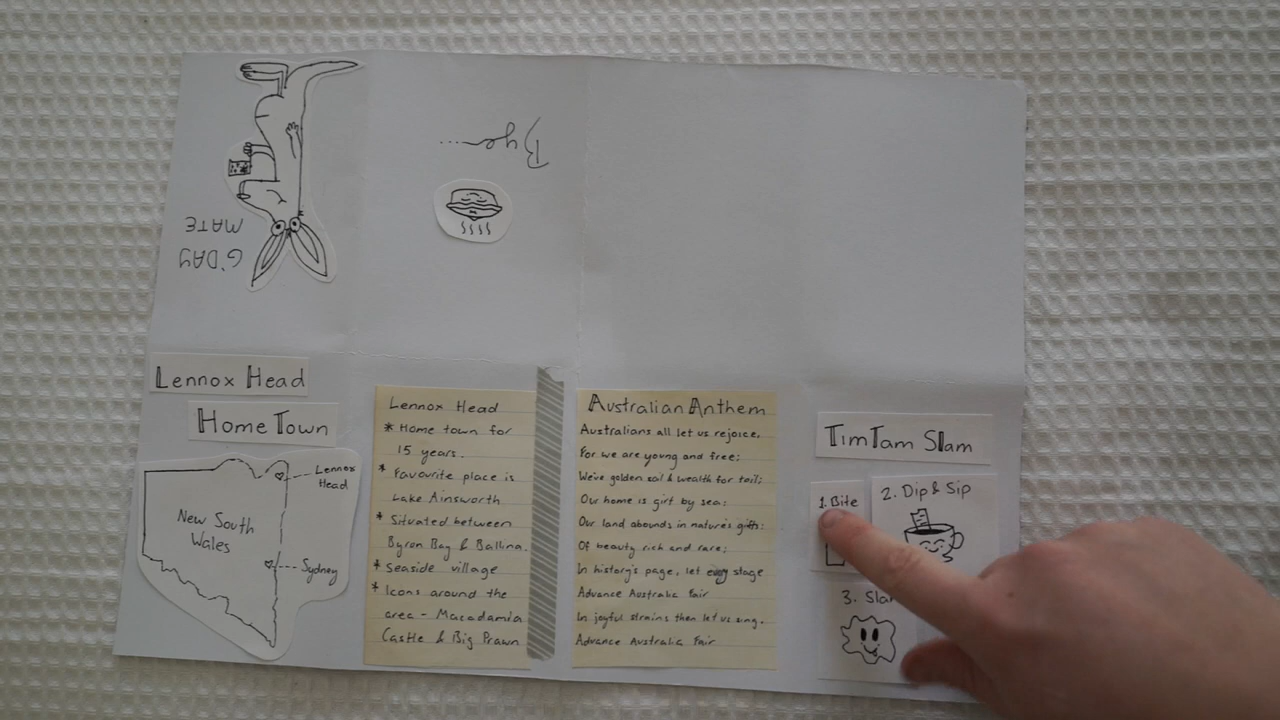 G'DAY
MATE
Bye....
Lennox Head
Home Town
Lennox
Head
New South
Wales
Sydney
Lennox Head
* Home town for
15 years.
* Favourite place is
Lake Ainsworth
* Situated between
Byron Bay & Ballina.
* Seaside village
* Icons around the
area - Macadamia
Castle & Big Prawn
Australian Anthem
Australians all let us rejoice,
For we are young and free;
We've golden soil & wealth for toil;
Our home is girt by sea;
Our land abounds in nature's gifts:
Of beauty rich and rare;
In history's page, let every stage
Advance Australia Fair
In joyful strains then let us sing.
Advance Australia Fair
TimTam Slam
1. Bite
2. Dip & Sip
3.